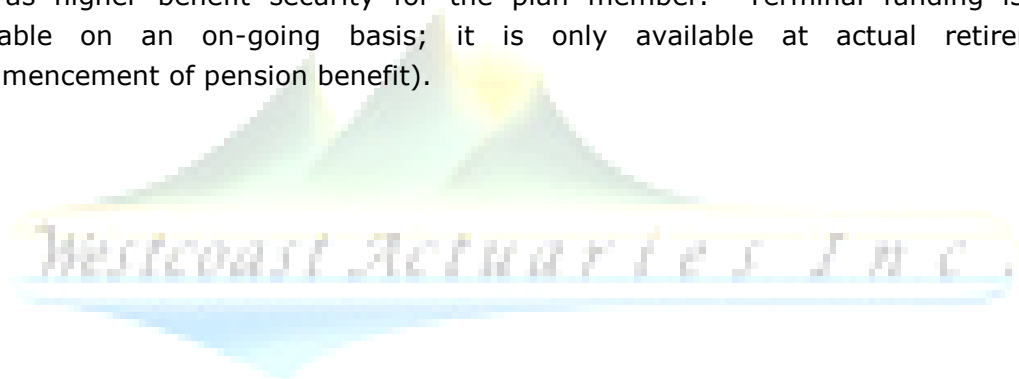 as higher benefit security for the plan member. Terminal funding is
able on an on-going basis; it is only available at actual retire
mencement of pension benefit).
Westcoast Actuaries Inc.